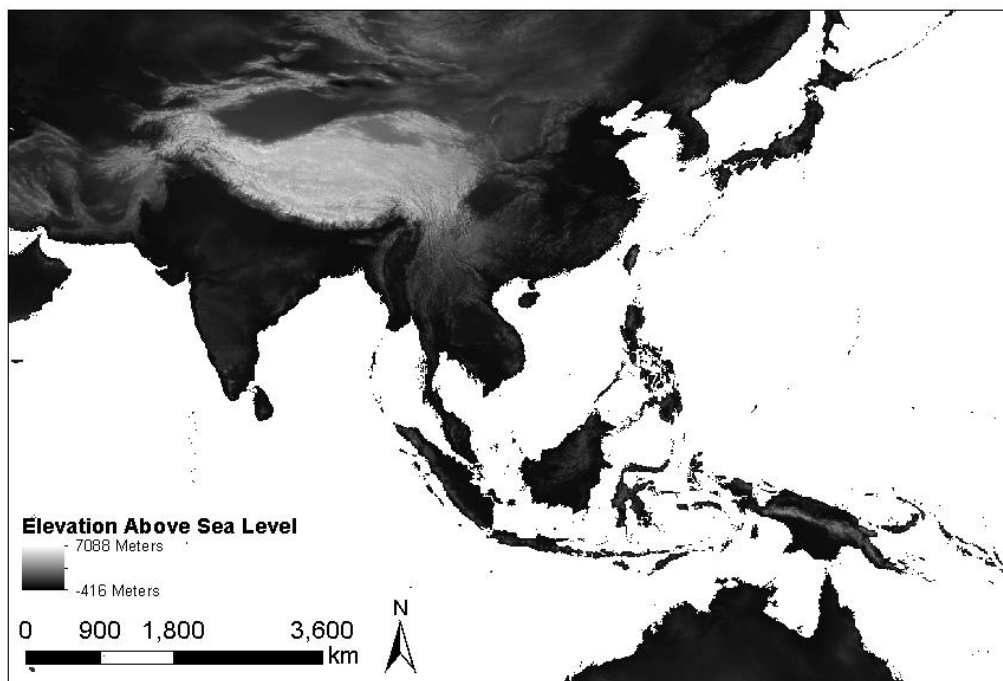 Elevation Above Sea Level
7088 Meters
-416 Meters
N
0 900 1,800 3,600
km